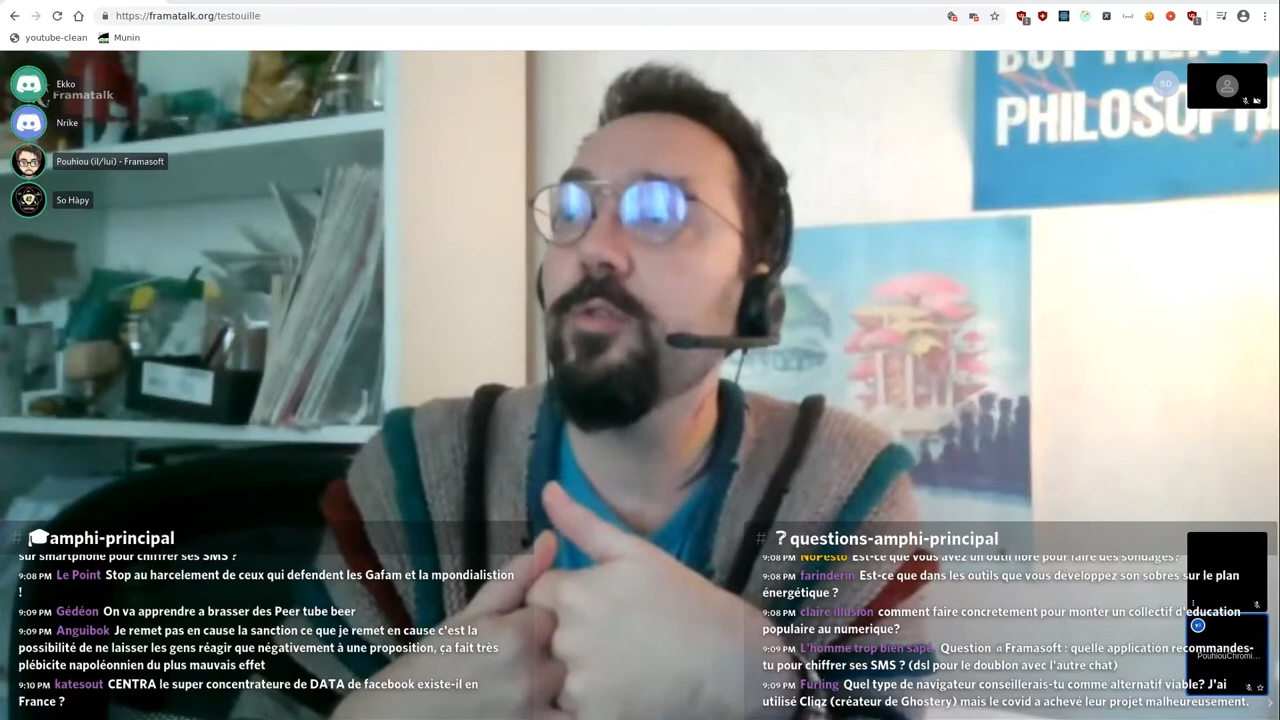 https://framatalk.org/testouille
youtube-clean
Munin
Ekko
Framatalk
Nrike
Pouhiou (il/lui) - Framasoft
So Hàpy
SD
BUT THEN
PHILOSOPHI
# 🎓amphi-principal
sur smartphone pour chiffrer ses SMS ?
9:08 PM Le Point Stop au harcelement de ceux qui defendent les Gafam et la mpondialistion
!
9:09 PM Gédéon On va apprendre a brasser des Peer tube beer
9:09 PM Anguibok Je remet pas en cause la sanction ce que je remet en cause c'est la
possibilité de ne laisser les gens réagir que négativement à une proposition, ça fait très
plébicite napoléonnien du plus mauvais effet
9:10 PM katesout CENTRA le super concentrateure de DATA de facebook existe-il en
France ?
# ❔questions-amphi-principal
9:08 PM NoPesto Est-ce que vous avez un outil libre pour faire des sondages?
9:08 PM farinderin Est-ce que dans les outils que vous developpez son sobres sur le plan
énergétique ?
9:08 PM claire illusion comment faire concretement pour monter un collectif d'education
populaire au numerique?
9:09 PM L'homme trop bien sapé Question a Framasoft : quelle application recommandes-
tu pour chiffrer ses SMS ? (dsl pour le doublon avec l'autre chat)
9:09 PM Furling Quel type de navigateur conseillerais-tu comme alternatif viable? J'ai
utilisé Cliqz (créateur de Ghostery) mais le covid a achevé leur projet malheureusement.
PouhiouChromi...